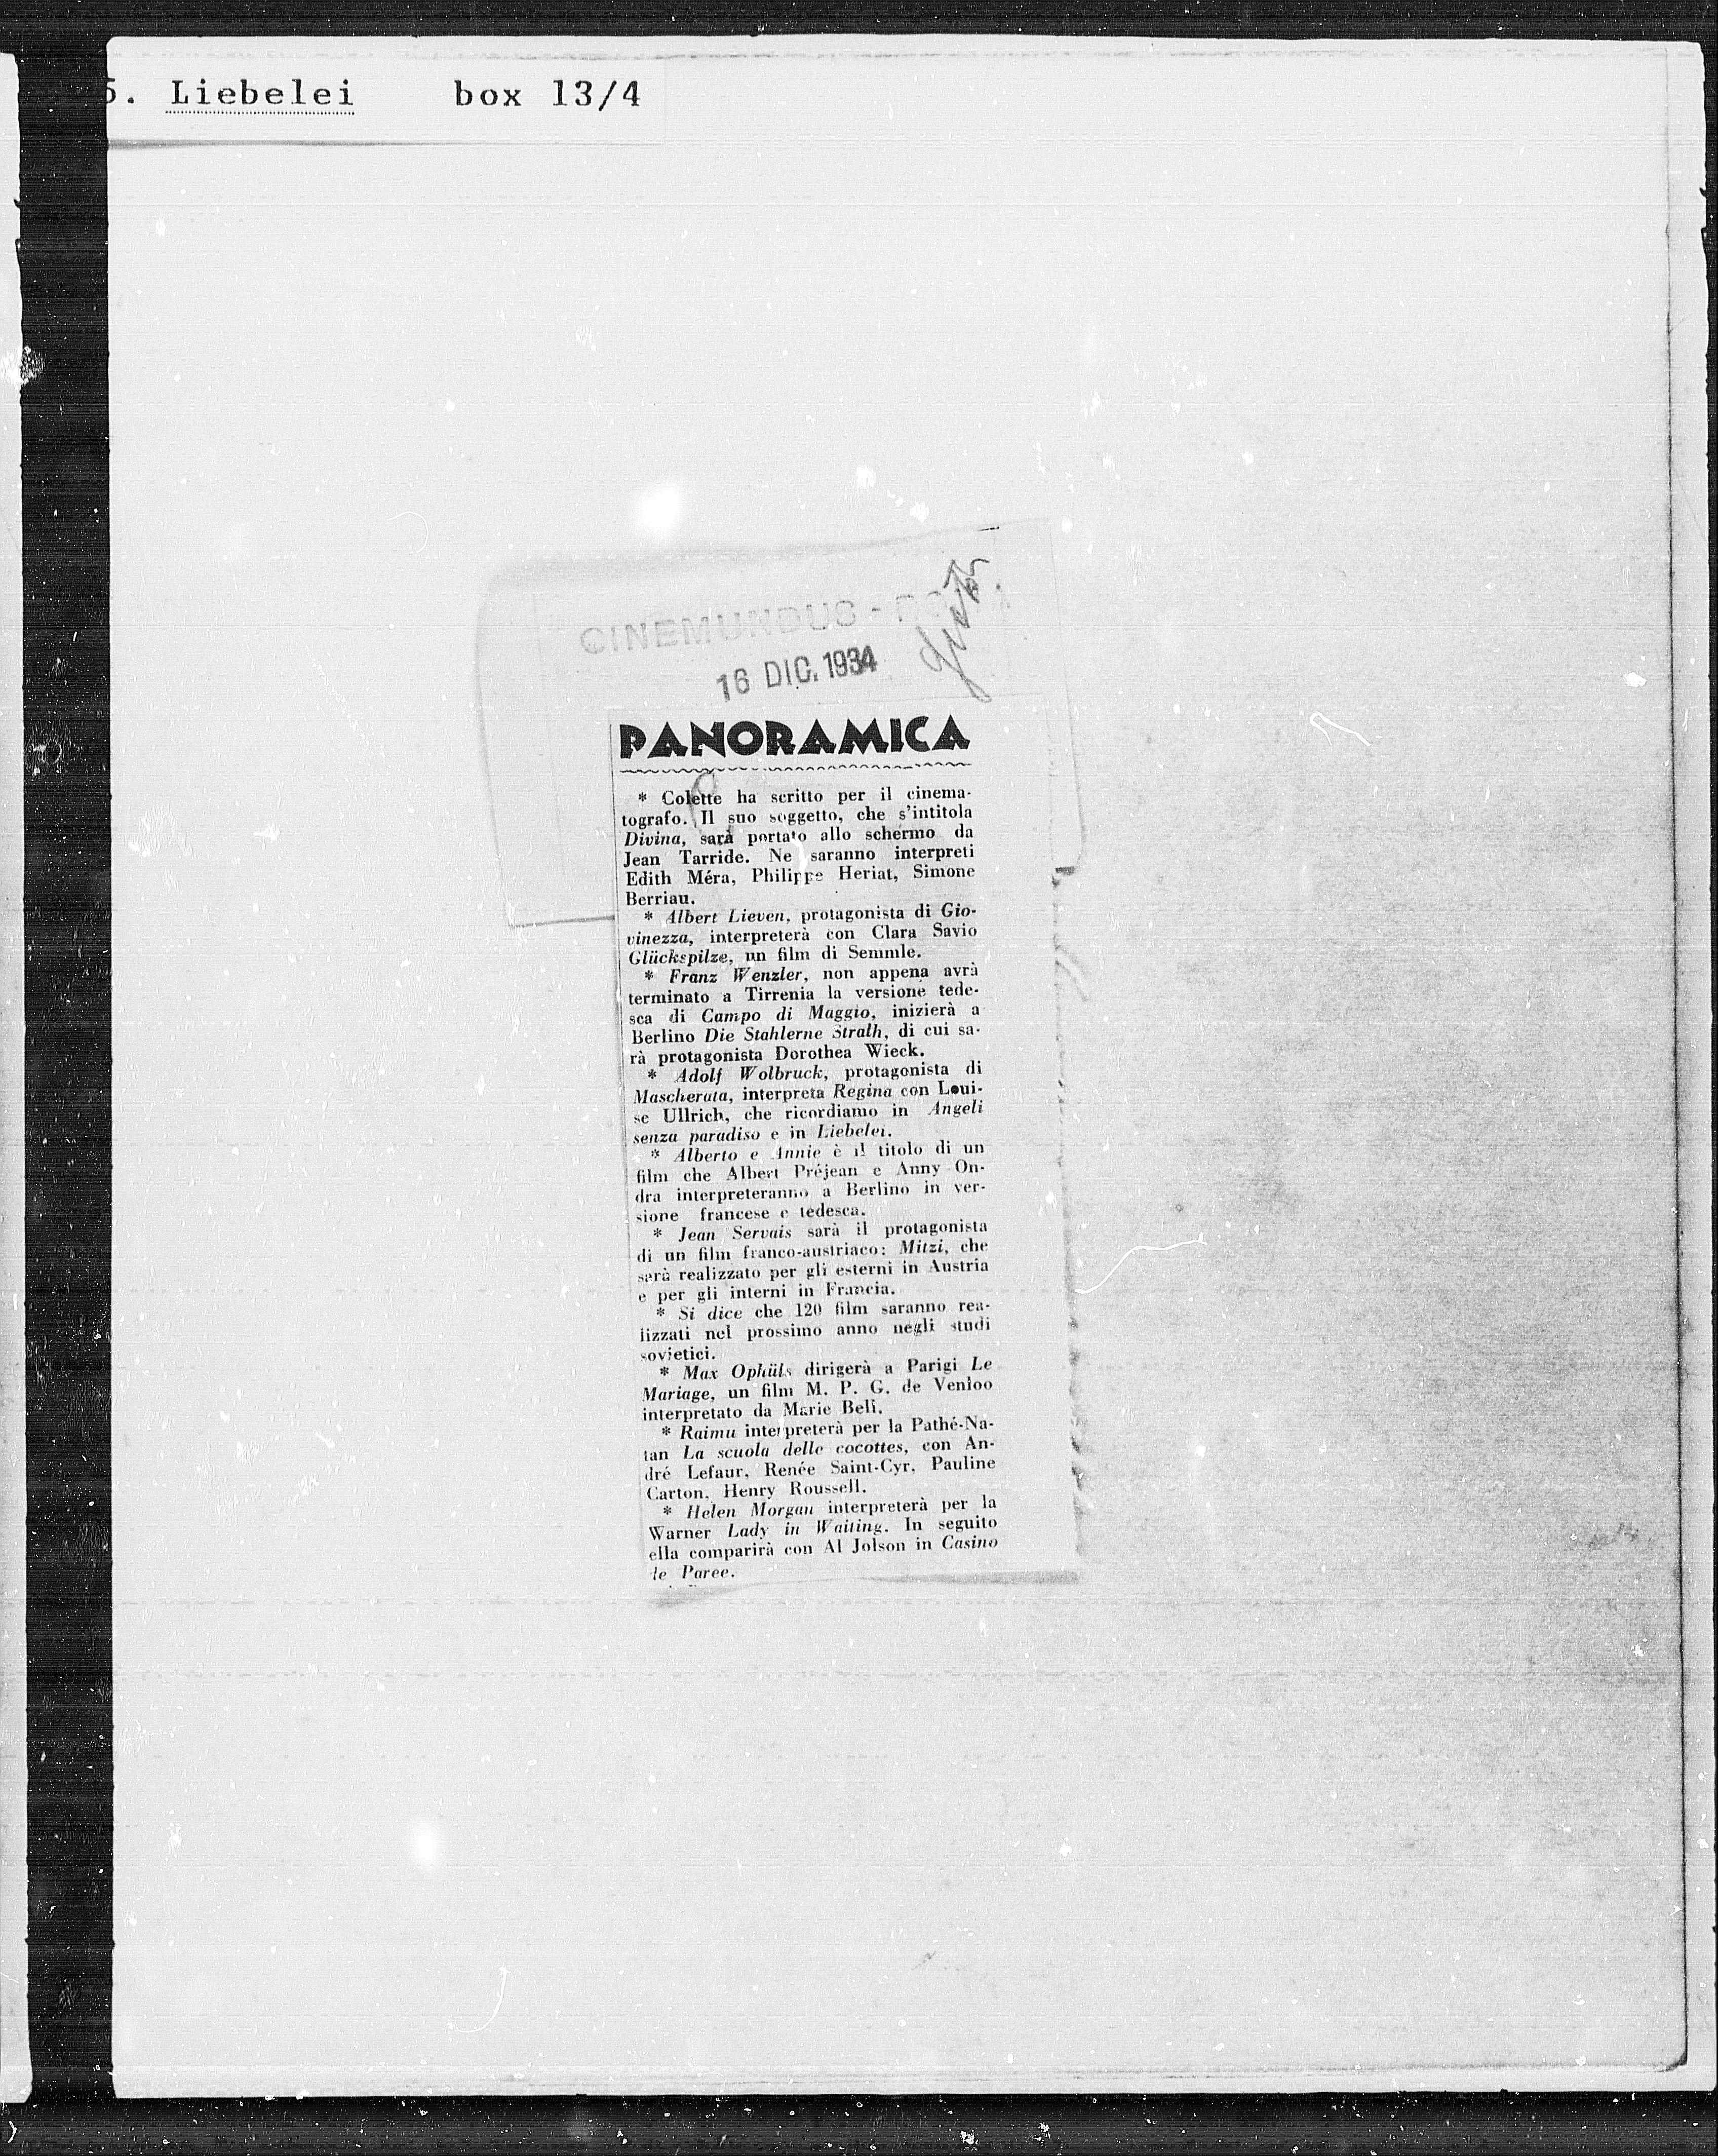 5. Liebelei box 13/4
CINEMUNDUS - ROMA
16 DIC. 1934
PANORAMICA
* Colette ha scritto per il cinema-
tografo. Il suo soggetto, che s'intitola
Divina, sarà portato allo schermo da
Jean Tarride. Ne saranno interpreti
Edith Méra, Philippe Heriat, Simone
Berriau.
* Albert Lieven, protagonista di Gio-
vinezza, interpreterà con Clara Savio
Glückspilze, un film di Semmle.
* Franz Wenzler, non appena avrà
terminato a Tirrenia la versione tede-
sca di Campo di Maggio, inizierà a
Berlino Die Stahlerne Stralh, di cui sa-
rà protagonista Dorothea Wieck.
* Adolf Wolbruck, protagonista di
Mascherata, interpreta Regina con Loui-
se Ullrich, che ricordiamo in Angeli
senza paradiso e in Liebelei.
* Alberto e Annie è il titolo di un
film che Albert Préjean e Anny On-
dra interpreteranno a Berlino in ver-
sione francese e tedesca.
* Jean Servais sarà il protagonista
di un film franco-austriaco: Mitzi, che
sarà realizzato per gli esterni in Austria
e per gli interni in Francia.
* Si dice che 120 film saranno rea-
lizzati nel prossimo anno negli studi
sovietici.
* Max Ophüls dirigerà a Parigi Le
Mariage, un film M. P. G. de Venloo
interpretato da Marie Bell.
* Raimu interpreterà per la Pathé-Na-
tan La scuola delle cocottes, con An-
dré Lefaur, Renée Saint-Cyr, Pauline
Carton, Henry Roussell.
* Helen Morgan interpreterà per la
Warner Lady in Waiting. In seguito
ella comparirà con Al Jolson in Casino
de Paree.